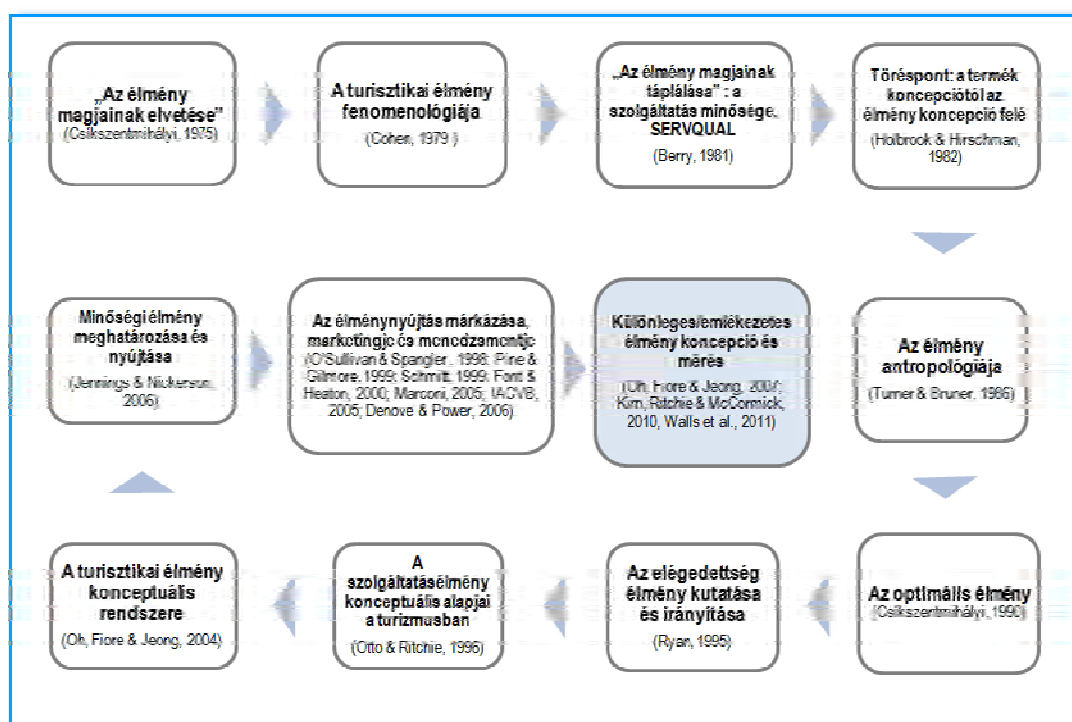 „Az élmény
magjainak elvetése”
(Csíkszentmihályi, 1975)
A turisztikai élmény
fenomenológiája
(Cohen, 1979 )
„Az élmény magjainak
táplálása” : a
szolgáltatás minősége,
SERVQUAL
(Berry, 1981)
Töréspont: a termék
koncepciótól az
élmény koncepció felé
(Holbrook & Hirschman,
1982)
Az élmény
antropológiája
(Turner & Bruner, 1986)
Az optimális élmény
(Csíkszentmihályi, 1990)
Az elégedettség
élmény kutatása
és irányítása
(Ryan, 1995)
A
szolgáltatásélmény
konceptuális alapjai
a turizmusban
(Otto & Ritchie, 1996)
A turisztikai élmény
konceptuális
rendszere
(Oh, Fiore & Jeong, 2004)
Minőségi élmény
meghatározása és
nyújtása
(Jennings & Nickerson,
2006)
Az élménynyújtás márkázása,
marketingje és menedzsmentje
(O'Sullivan & Spangler, 1998; Pine &
Gilmore, 1999; Schmitt, 1999; Font &
Heaton, 2000; Marconi, 2005; IACVB,
2005; Denove & Power, 2006)
Különleges/emlékezetes
élmény koncepció és
mérés
(Oh, Fiore & Jeong, 2007;
Kim, Ritchie & McCormick,
2010, Walls et al., 2011)